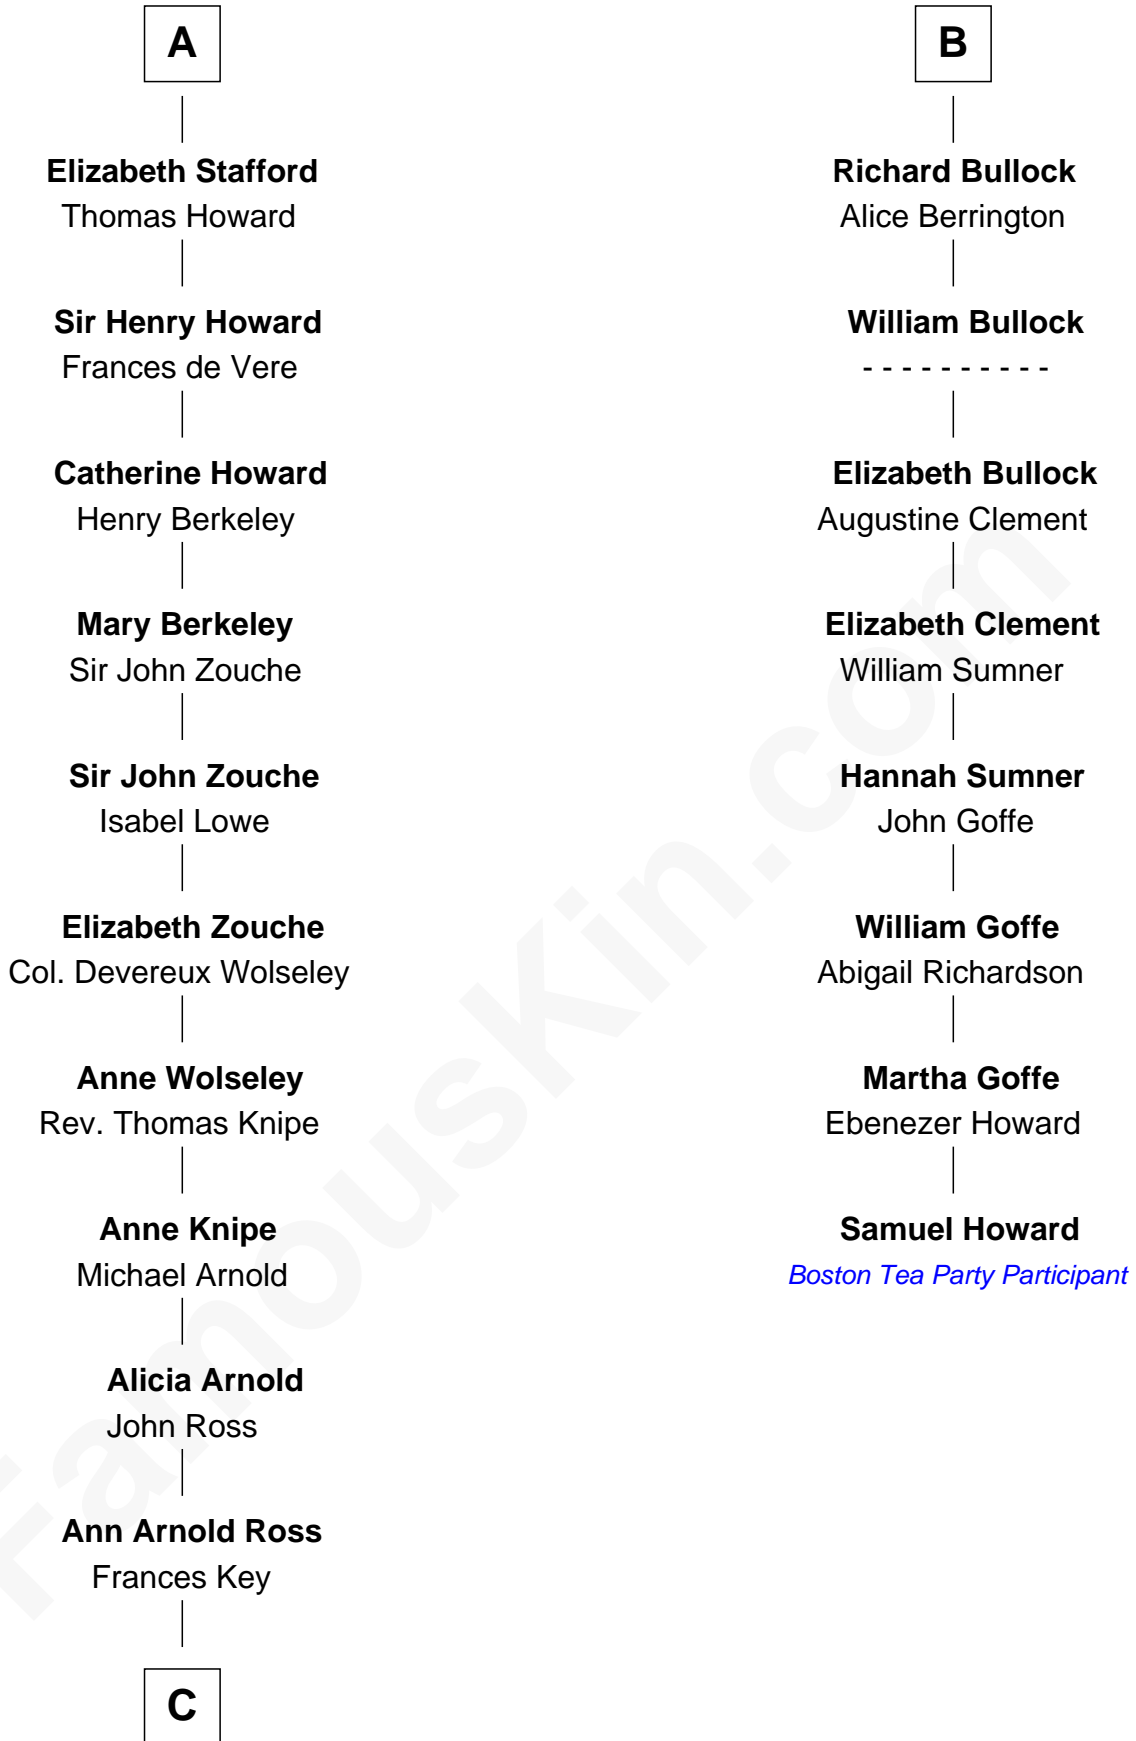 A
Elizabeth Stafford
Thomas Howard
Sir Henry Howard
Frances de Vere
Catherine Howard
Henry Berkeley
Mary Berkeley
Sir John Zouche
Sir John Zouche
Isabel Lowe
Elizabeth Zouche
Col. Devereux Wolseley
Anne Wolseley
Rev. Thomas Knipe
Anne Knipe
Michael Arnold
Alicia Arnold
John Ross
Ann Arnold Ross
Frances Key
C
B
Richard Bullock
Alice Berrington
William Bullock
- - - - - - - - - -
Elizabeth Bullock
Augustine Clement
Elizabeth Clement
William Sumner
Hannah Sumner
John Goffe
William Goffe
Abigail Richardson
Martha Goffe
Ebenezer Howard
Samuel Howard
Boston Tea Party Participant
FamousKin.com